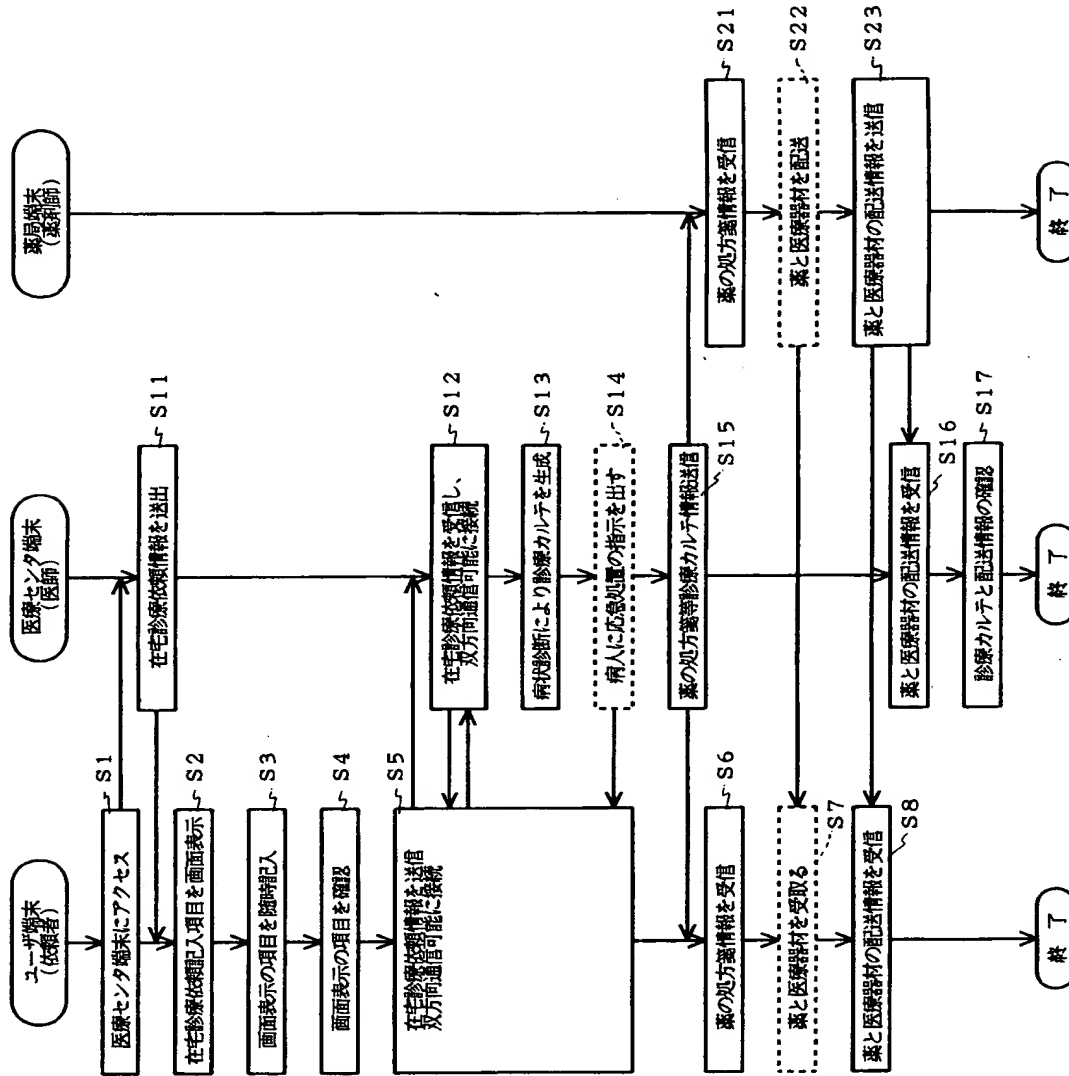 ユーザ端末
(依頼者)
医療センタ端末にアクセス
S1
在宅診療依頼記入項目を画面表示
S2
画面表示の項目を随時記入
S3
画面表示の項目を確認
S4
在宅診療依頼情報を送信
双方向通信可能に接続
S5
薬の処方箋情報を受信
S6
薬と医療器材を受取る
S7
薬と医療器材の配送情報を受信
S8
終 了
医療センタ端末
(医師)
在宅診療依頼情報を送出
S11
在宅診療依頼情報を受信し、
双方向通信可能に接続
S12
病状診断により診療カルテを生成
S13
病人に応急処置の指示を出す
S14
薬の処方箋等診療カルテ情報送信
S15
薬と医療器材の配送情報を受信
S16
診療カルテと配送情報の確認
S17
終 了
薬局端末
(薬剤師)
薬の処方箋情報を受信
S21
薬と医療器材を配送
S22
薬と医療器材の配送情報を送信
S23
終 了